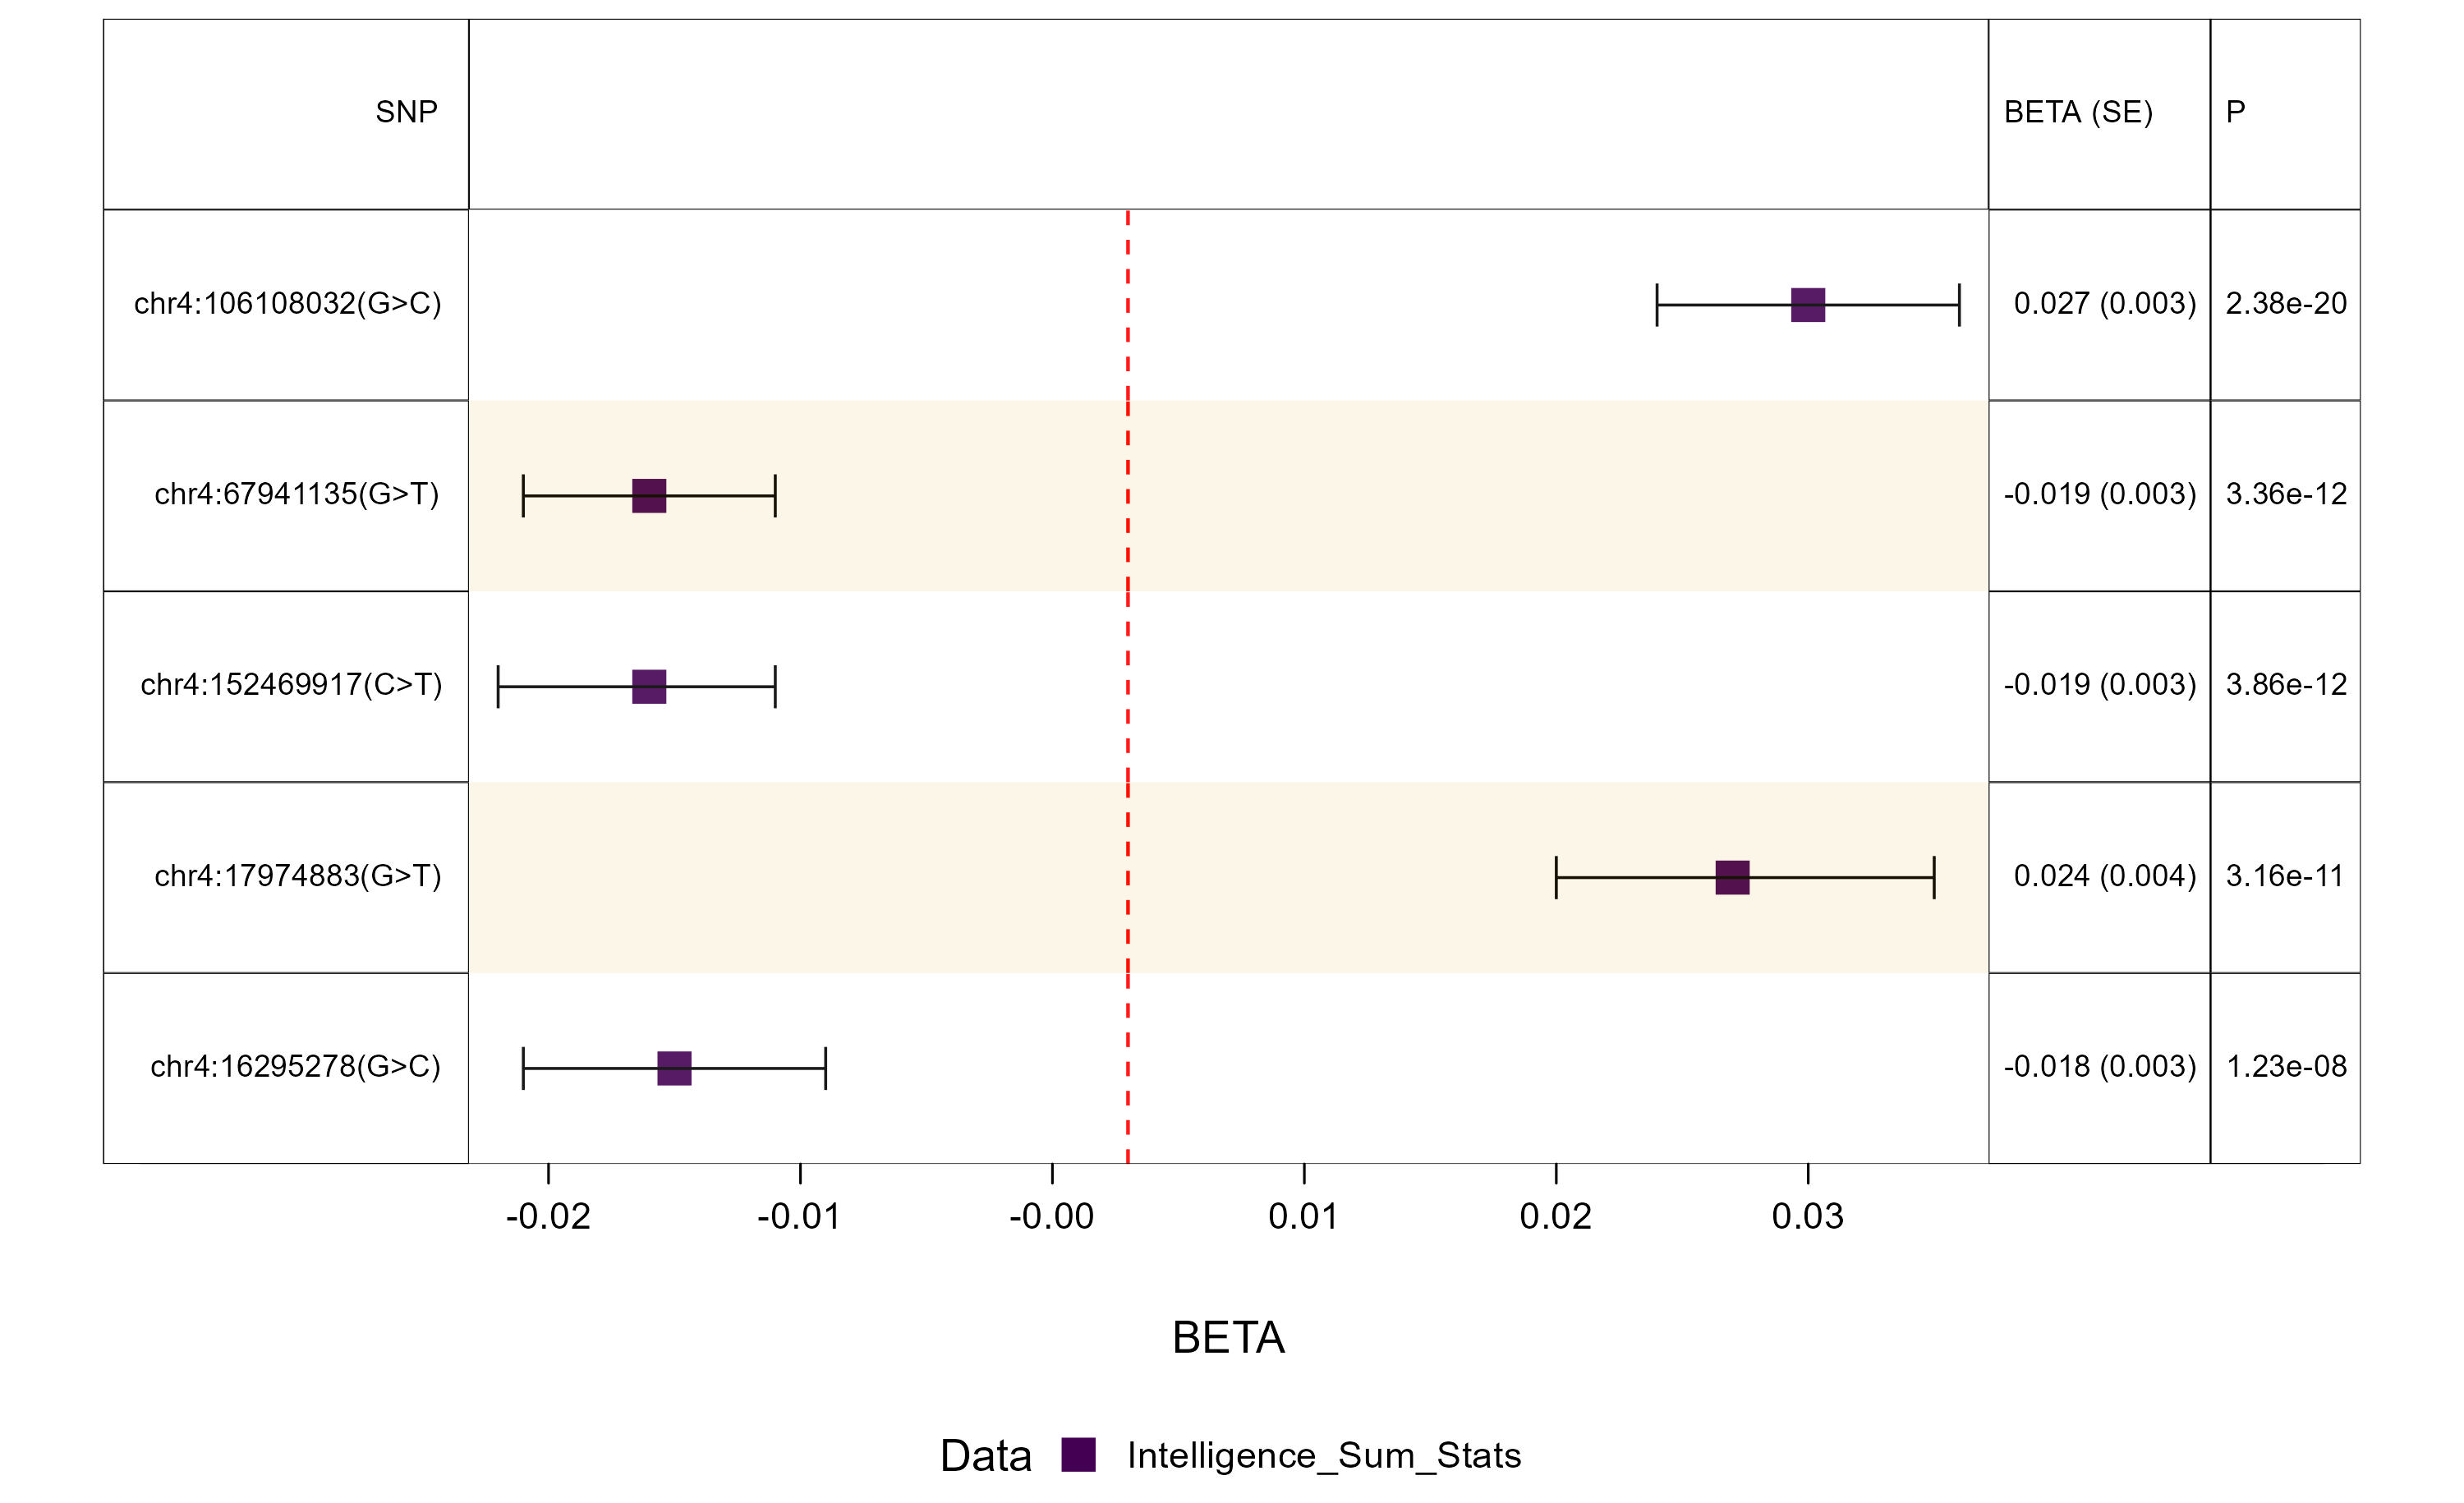 SNP BETA (SE) P
chr4:106108032(G>C) 0.027 (0.003) 2.38e-20
chr4:67941135(G>T) -0.019 (0.003) 3.36e-12
chr4:152469917(C>T) -0.019 (0.003) 3.86e-12
chr4:17974883(G>T) 0.024 (0.004) 3.16e-11
chr4:16295278(G>C) -0.018 (0.003) 1.23e-08
-0.02 -0.01 -0.00 0.01 0.02 0.03
BETA
Data Intelligence_Sum_Stats